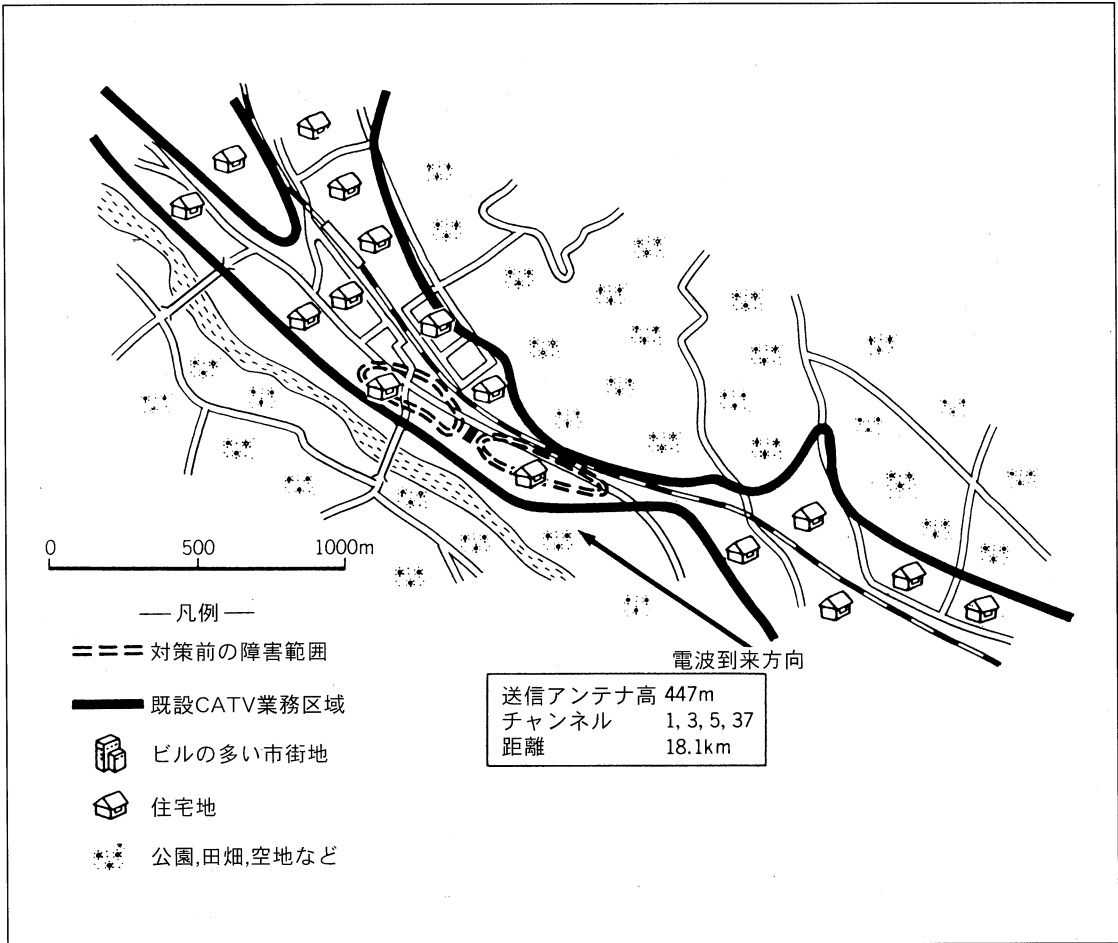 0 500 1000m
— 凡例 —
対策前の障害範囲
既設CATV業務区域
ビルの多い市街地
住宅地
公園,田畑,空地など
電波到来方向
送信アンテナ高 447m
チャンネル 1, 3, 5, 37
距離 18.1km